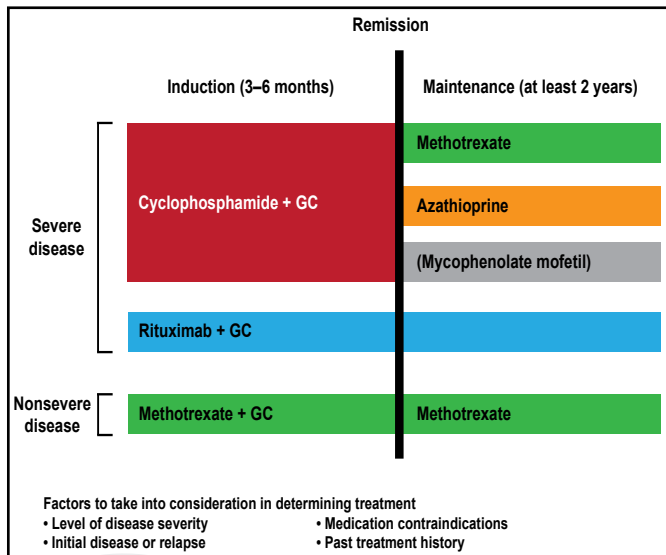 Remission
Induction (3–6 months)
Maintenance (at least 2 years)
Severe
disease
Cyclophosphamide + GC
Methotrexate
Azathioprine
(Mycophenolate mofetil)
Rituximab + GC
Nonsevere
disease
Methotrexate + GC
Methotrexate
Factors to take into consideration in determining treatment
• Level of disease severity
• Initial disease or relapse
• Medication contraindications
• Past treatment history